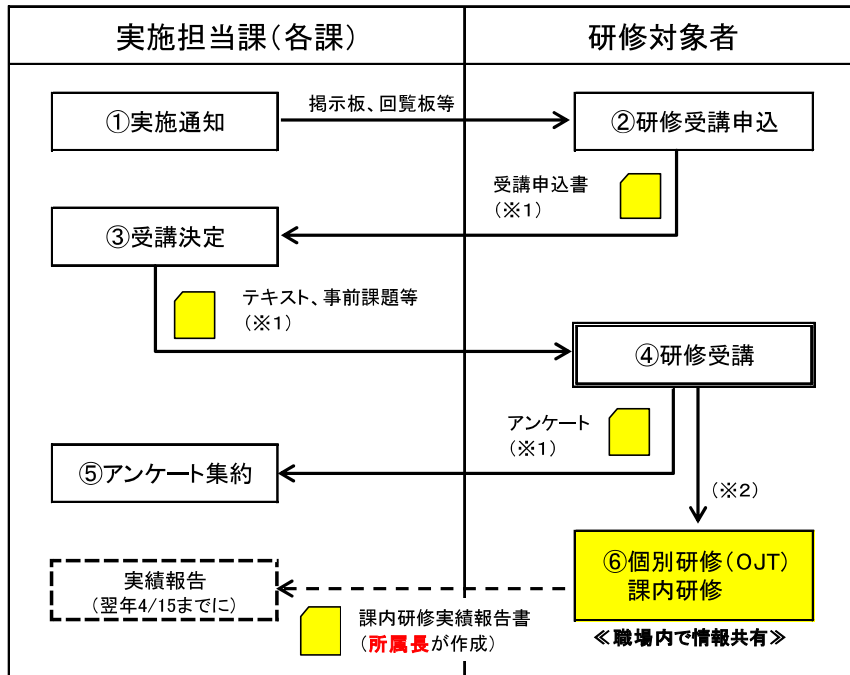 実施担当課(各課)
研修対象者
①実施通知
掲示板、回覧板等
②研修受講申込
受講申込書
(※1)
③受講決定
テキスト、事前課題等
(※1)
④研修受講
アンケート
(※1)
⑤アンケート集約
(※2)
⑥個別研修(OJT)
課内研修
≪職場内で情報共有≫
実績報告
(翌年4/15までに)
課内研修実績報告書
(所属長が作成)